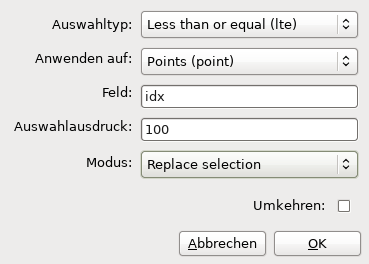 Auswahltyp: Less than or equal (lte)
Anwenden auf: Points (point)
Feld: idx
Auswahlausdruck: 100
Modus: Replace selection
Umkehren:
Abbrechen OK